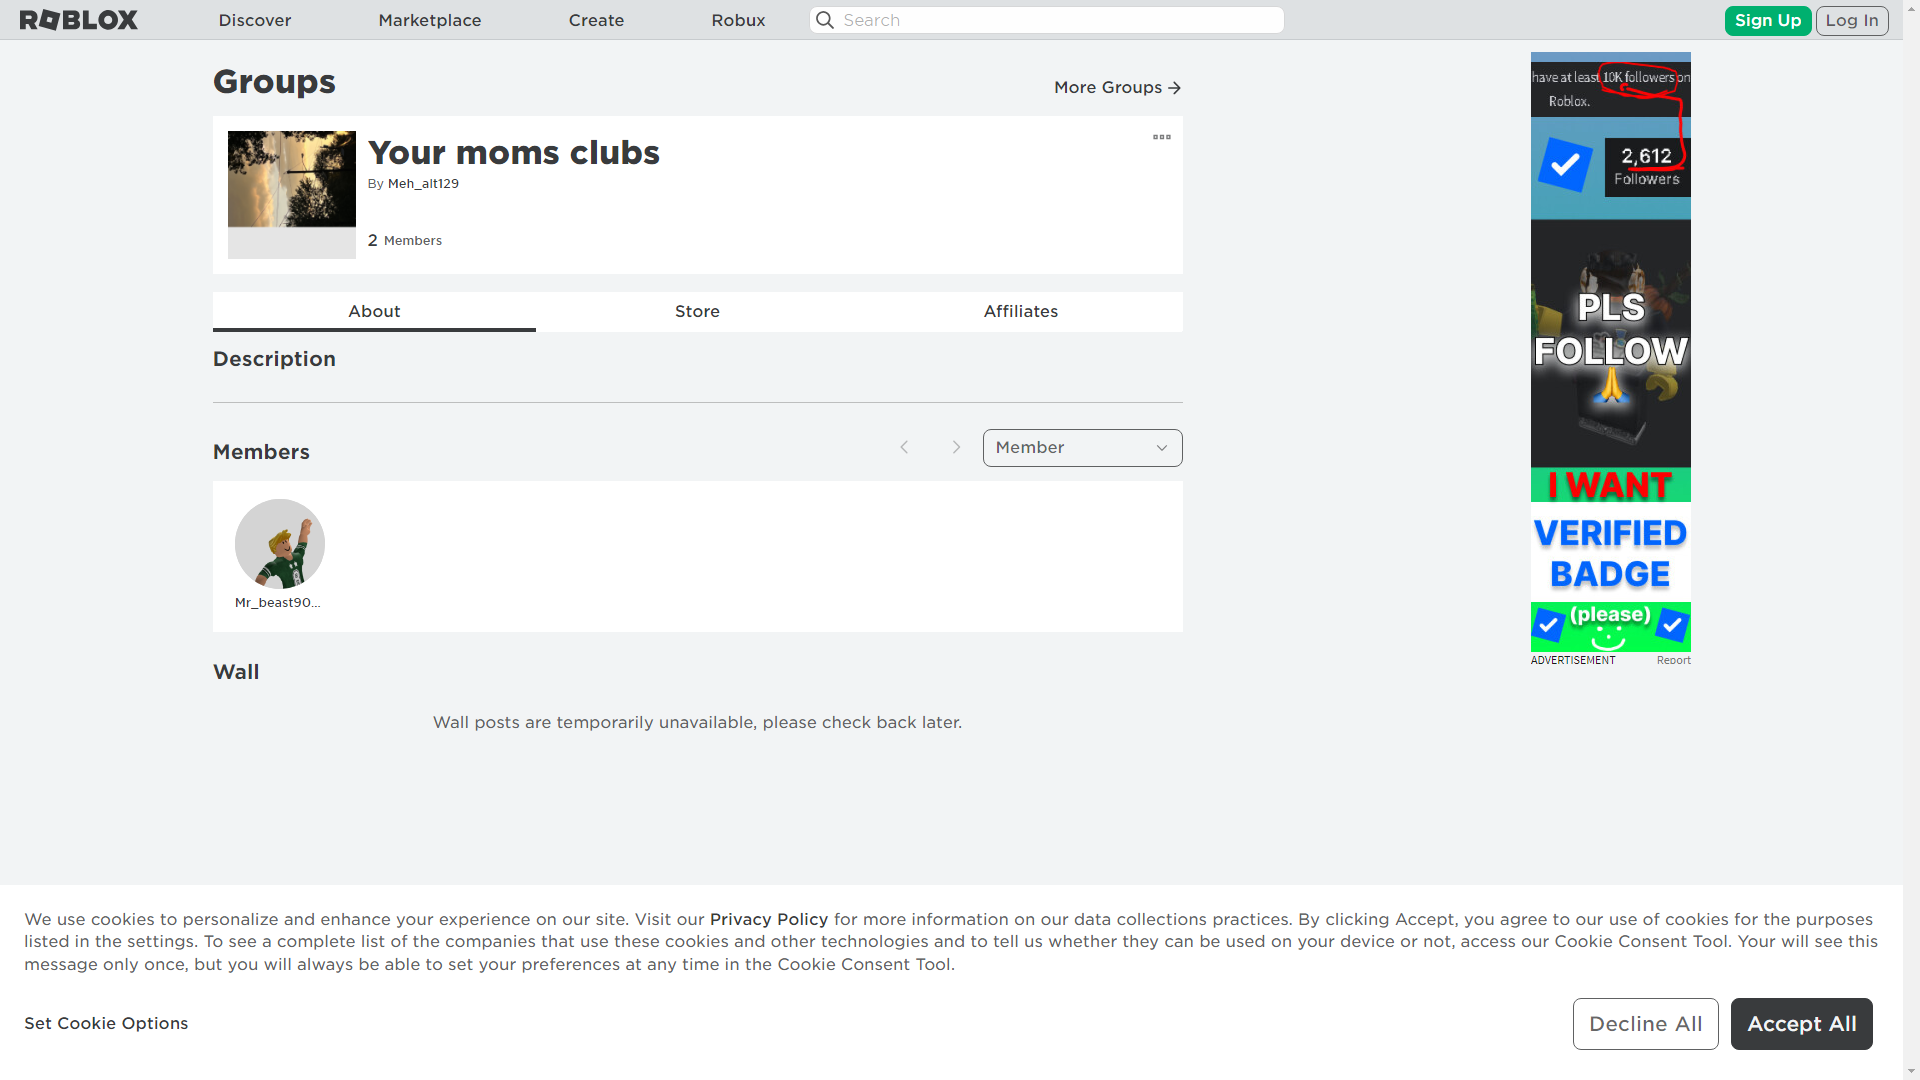 ROBLOX
Discover
Marketplace
Create
Robux
Search
Sign Up
Log In
Groups
More Groups
Your moms clubs
By Meh_alt129
2 Members
About
Store
Affiliates
Description
Members
Member
Mr_beast90...
Wall
Wall posts are temporarily unavailable, please check back later.
have at least 10K followers on
Roblox.
2,612
Followers
PLS
FOLLOW
I WANT
VERIFIED
BADGE
(please)
ADVERTISEMENT
Report
We use cookies to personalize and enhance your experience on our site. Visit our Privacy Policy for more information on our data collections practices. By clicking Accept, you agree to our use of cookies for the purposes
listed in the settings. To see a complete list of the companies that use these cookies and other technologies and to tell us whether they can be used on your device or not, access our Cookie Consent Tool. Your will see this
message only once, but you will always be able to set your preferences at any time in the Cookie Consent Tool.
Set Cookie Options
Decline All
Accept All